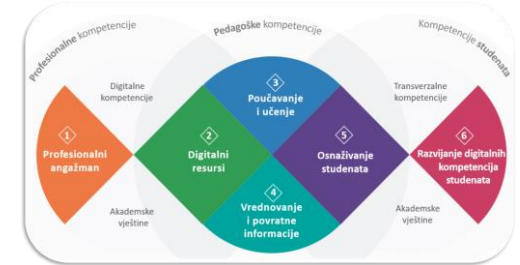 Profesionalne kompetencije
Pedagoške kompetencije
Kompetencije studenata
Digitalne
kompetencije
Transverzalne
kompetencije
1
Profesionalni
angažman
2
Digitalni
resursi
3
Poučavanje
i učenje
4
Vrednovanje
i povratne
informacije
5
Osnaživanje
studenata
6
Razvijanje digitalnih
kompetencija
studenata
Akademske
vještine
Akademske
vještine